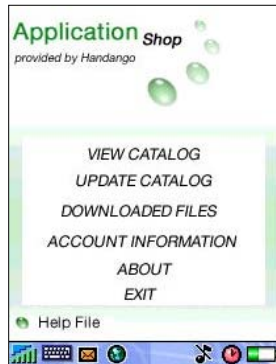 Application Shop
provided by Handango
VIEW CATALOG
UPDATE CATALOG
DOWNLOADED FILES
ACCOUNT INFORMATION
ABOUT
EXIT
Help File